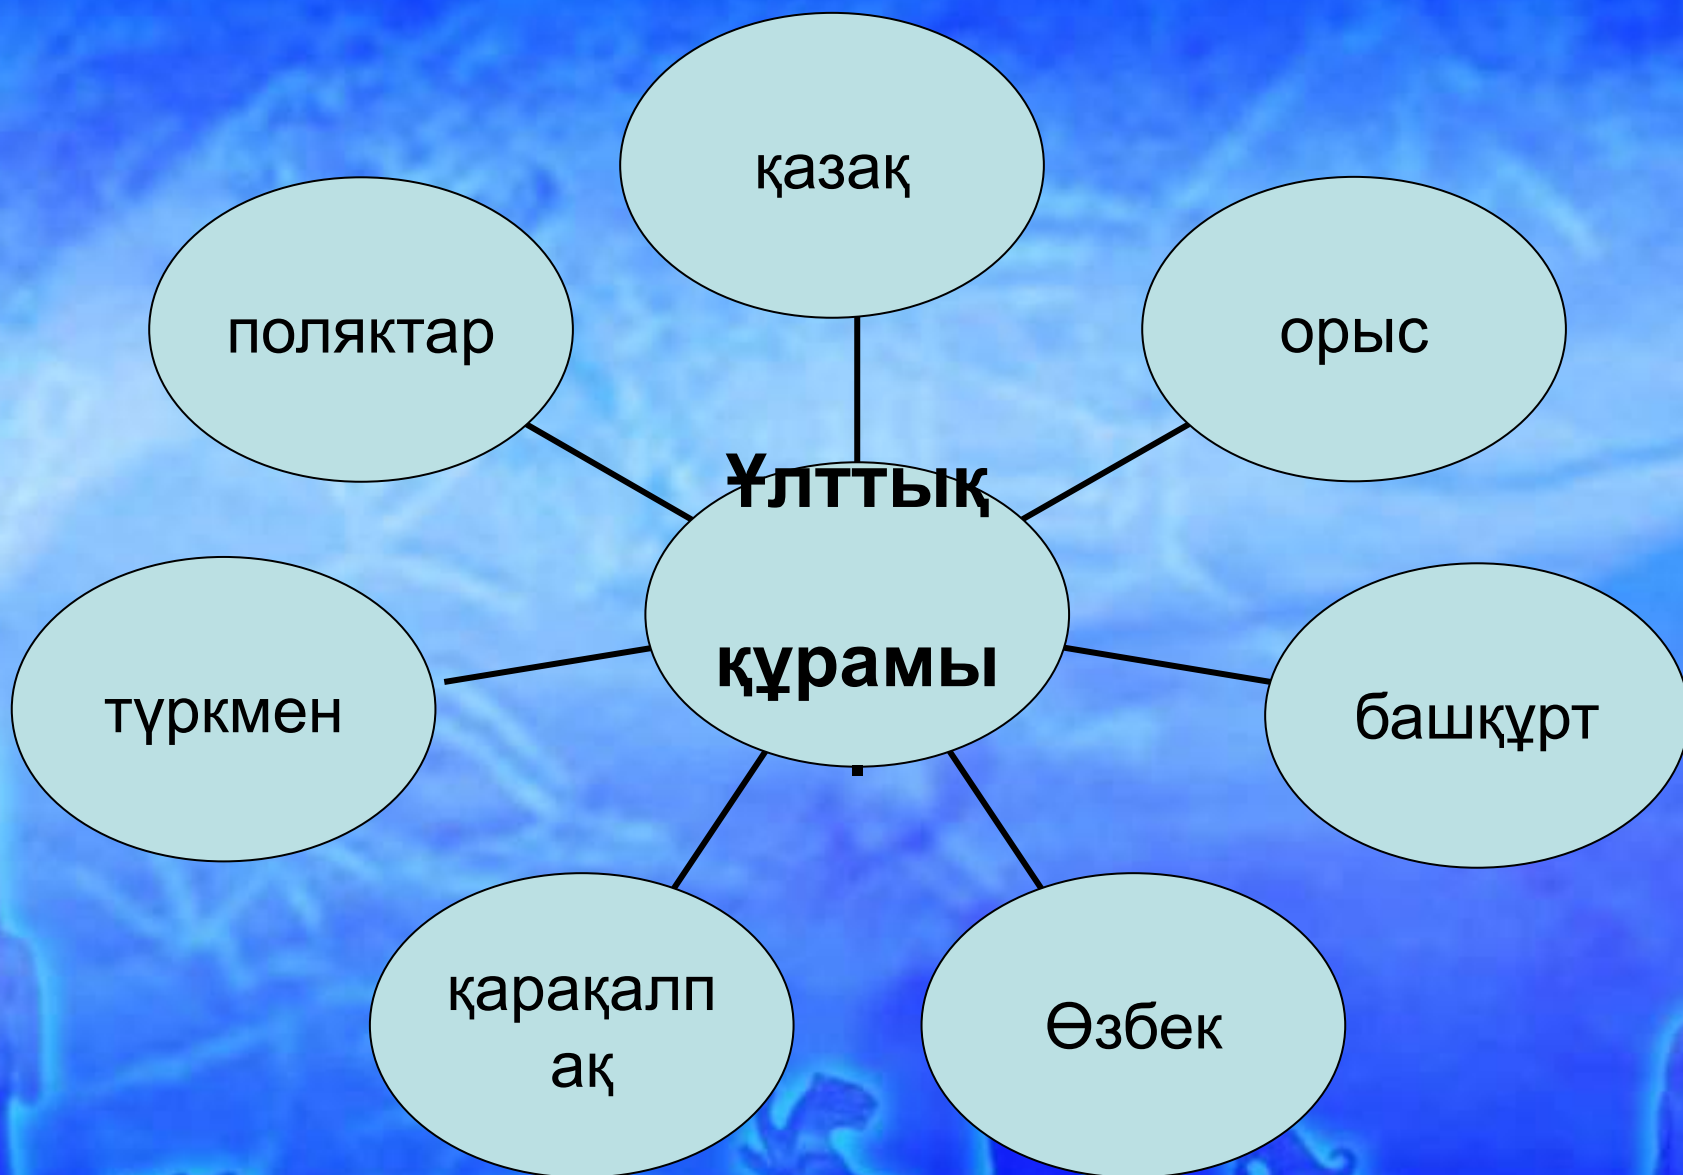 қазақ
поляктар
орыс
Ұлттық
құрамы
.
түркмен
башқұрт
қарақалп
ақ
Өзбек